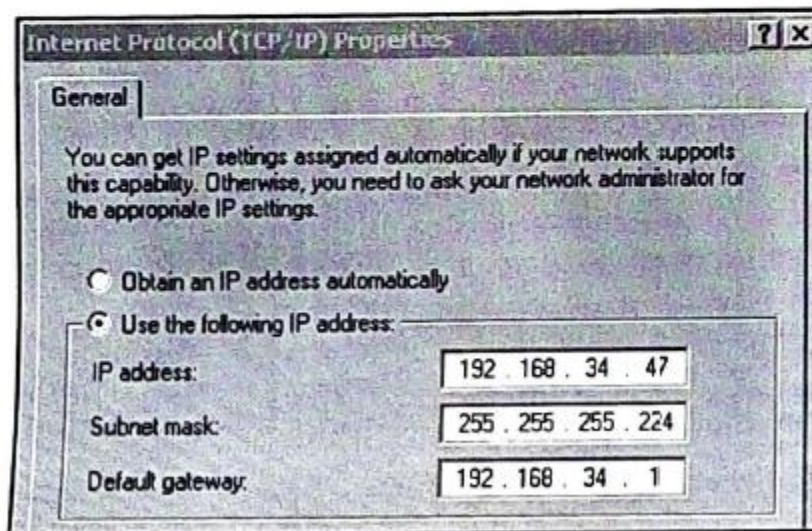 Internet Protocol (TCP/IP) Properties ? X
General
You can get IP settings assigned automatically if your network supports
this capability. Otherwise, you need to ask your network administrator for
the appropriate IP settings.
Obtain an IP address automatically
Use the following IP address:
IP address: 192 . 168 . 34 . 47
Subnet mask: 255 . 255 . 255 . 224
Default gateway: 192 . 168 . 34 . 1